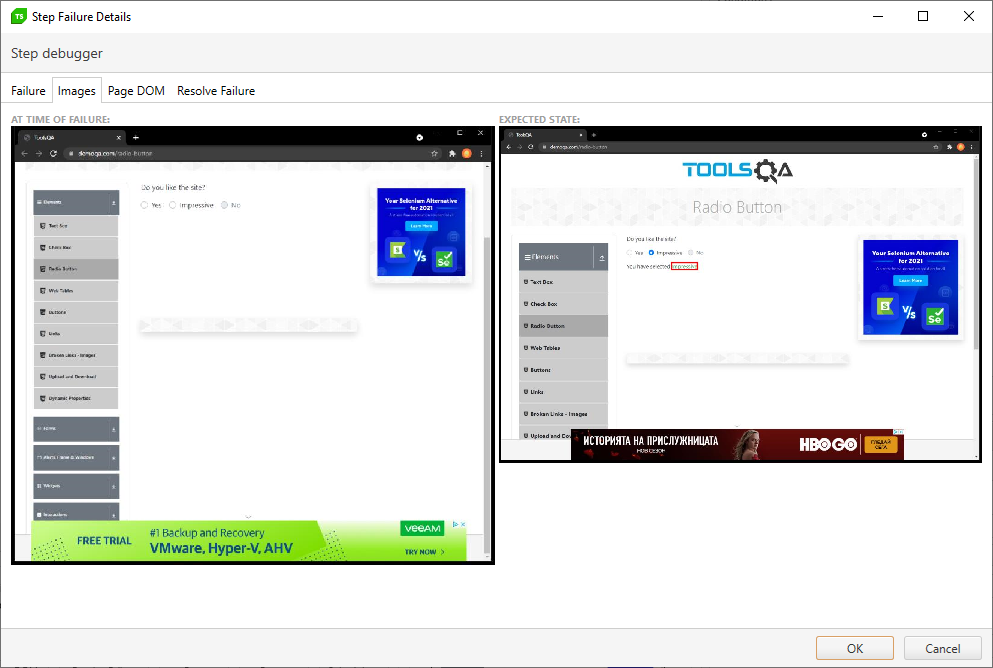 TS Step Failure Details
Step debugger
Failure Images Page DOM Resolve Failure
AT TIME OF FAILURE:
ToolsQA
demoqa.com/radio-button
Do you like the site?
Yes Impressive No
Elements
Text Box
Check Box
Radio Button
Web Tables
Buttons
Links
Broken Links - Images
Upload and Download
Dynamic Properties
Forms
Alerts, Frame & Windows
Widgets
Interactions
Your Selenium Alternative
for 2021
Learn More
S V/s Se
FREE TRIAL
#1 Backup and Recovery
VMware, Hyper-V, AHV
veeam
TRY NOW >
EXPECTED STATE:
ToolsQA
demoqa.com/radio-button
TOOLSQA
Radio Button
Do you like the site?
Yes Impressive No
You have selected Impressive
Elements
Text Box
Check Box
Radio Button
Web Tables
Buttons
Links
Broken Links - Images
Upload and Do
Your Selenium Alternative
for 2021
Learn More
S V/s Se
ИСТОРИЯТА НА ПРИСЛУЖНИЦАТА
НОВ СЕЗОН
HBO GO
ГЛЕДАЙ
СЕГА
OK Cancel